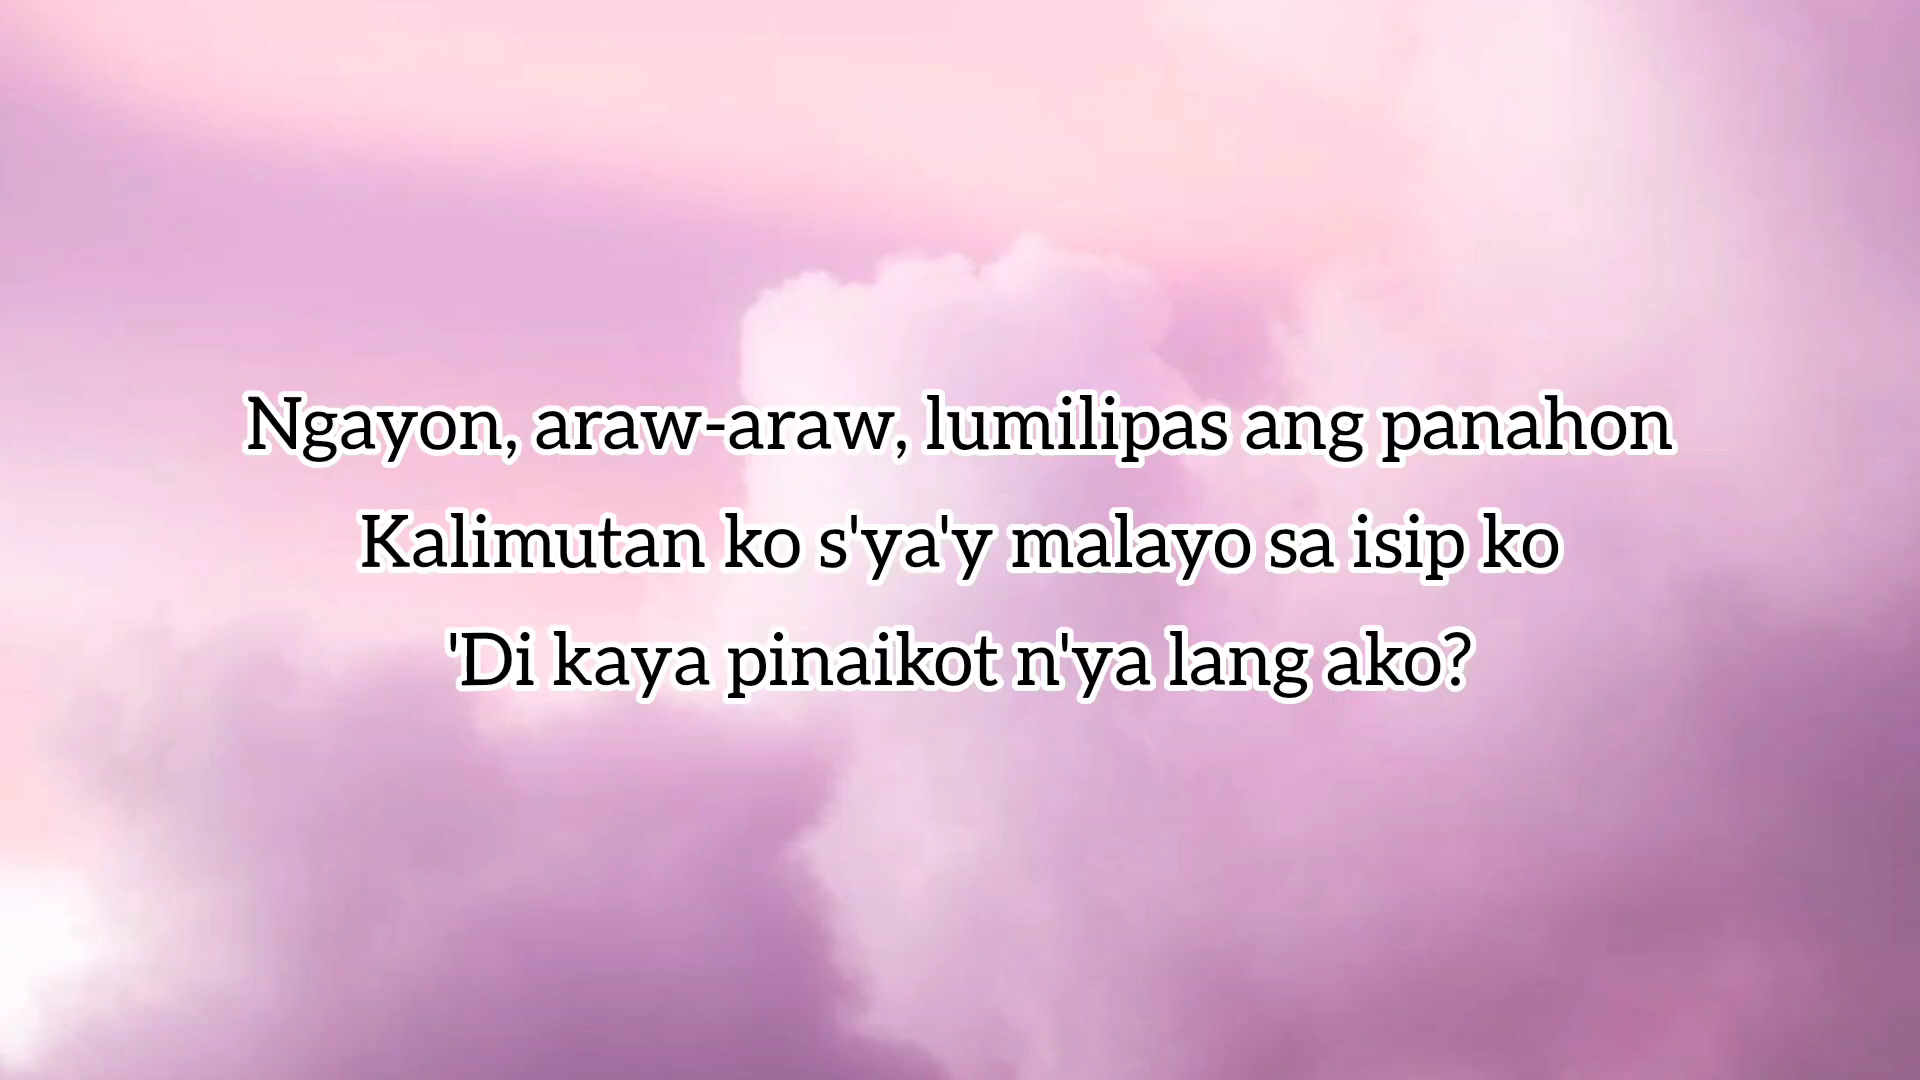 Ngayon, araw-araw, lumilipas ang panahon
Kalimutan ko s'ya'y malayo sa isip ko
'Di kaya pinaikot n'ya lang ako?